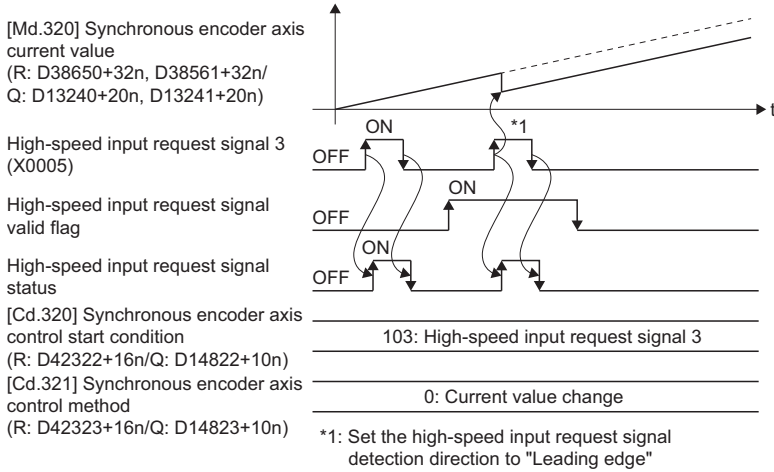 [Md.320] Synchronous encoder axis
current value
(R: D38650+32n, D38561+32n/
Q: D13240+20n, D13241+20n)
t
High-speed input request signal 3
(X0005)
OFF
ON
*1
High-speed input request signal
valid flag
OFF
ON
High-speed input request signal
status
OFF
ON
[Cd.320] Synchronous encoder axis
control start condition
(R: D42322+16n/Q: D14822+10n)
103: High-speed input request signal 3
[Cd.321] Synchronous encoder axis
control method
(R: D42323+16n/Q: D14823+10n)
0: Current value change
*1: Set the high-speed input request signal
detection direction to "Leading edge"